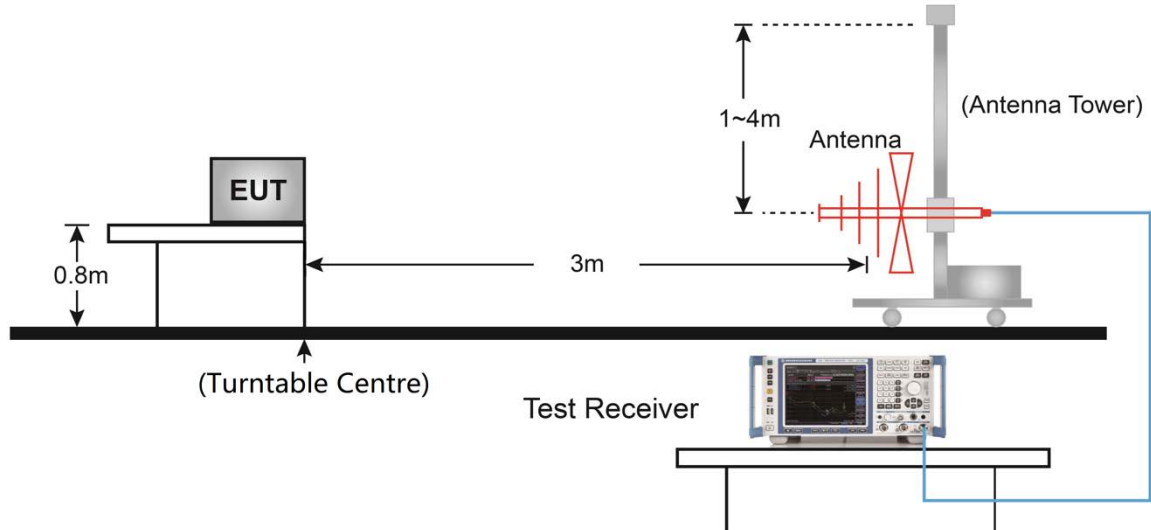 1~4m
(Antenna Tower)
Antenna
EUT
0.8m
3m
(Turntable Centre)
Test Receiver